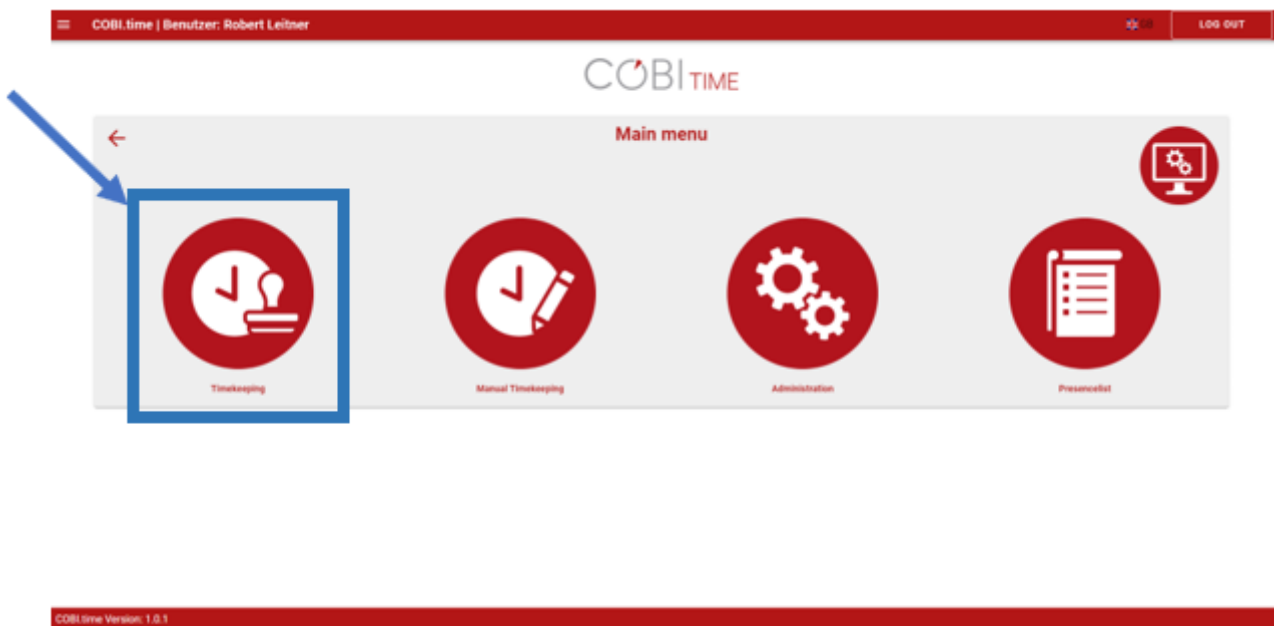 COBI.time | Benutzer: Robert Leitner
GB
LOG OUT
COBI TIME
Main menu
Timekeeping
Manual Timekeeping
Administration
Presencelist
COBI.time Version: 1.0.1